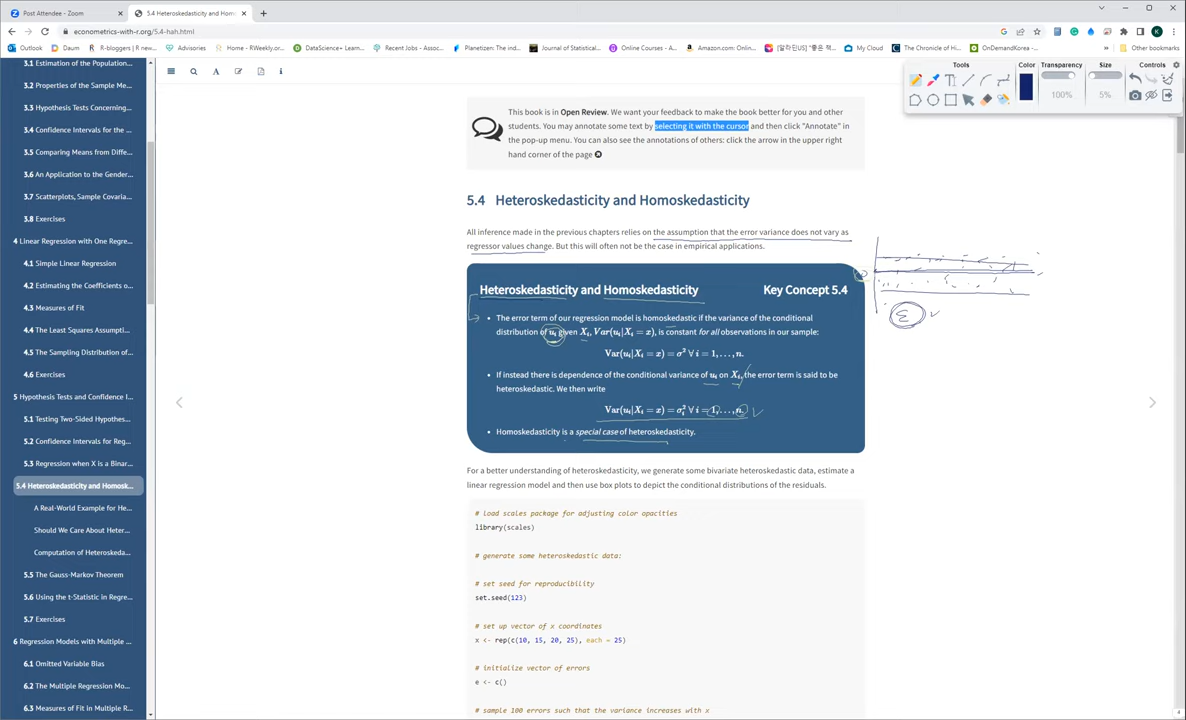 Post Attendee - Zoom
5.4 Heteroskedasticity and Hom
econometrics-with-r.org/5.4-hah.html
Outlook
Daum
R-bloggers | R new...
Advisories
Home - RWeekly.or...
DataScience+ Lear...
Recent Jobs - Assoc...
Planetizen: The ind...
Journal of Statistical...
Online Courses - A...
Amazon.com: Onlin...
[알라딘US]"좋은 책...
My Cloud
The Chronicle of Hi...
OnDemandKorea -
Other bookmarks
Tools
Transparency
Color
Size
Controls
100%
5%
3.1 Estimation of the Population...
3.2 Properties of the Sample Me...
3.3 Hypothesis Tests Concerning...
3.4 Confidence Intervals for the ...
3.5 Comparing Means from Diffe...
3.6 An Application to the Gender...
3.7 Scatterplots, Sample Covaria...
3.8 Exercises
4 Linear Regression with One Regre...
4.1 Simple Linear Regression
4.2 Estimating the Coefficients o...
4.3 Measures of Fit
4.4 The Least Squares Assumption...
4.5 The Sampling Distribution of...
4.6 Exercises
5 Hypothesis Tests and Confidence I...
5.1 Testing Two-Sided Hypothes...
5.2 Confidence Intervals for Reg...
5.3 Regression when X is a Binar...
5.4 Heteroskedasticity and Homosk...
A Real-World Example for He...
Should We Care About Heter...
Computation of Heteroskeda...
5.5 The Gauss-Markov Theorem
5.6 Using the t-Statistic in Regre...
5.7 Exercises
6 Regression Models with Multiple ...
6.1 Omitted Variable Bias
6.2 The Multiple Regression Mo...
6.3 Measures of Fit in Multiple R...
This book is in Open Review. We want your feedback to make the book better for you and other
students. You may annotate some text by selecting it with the cursor and then click "Annotate" in
the pop-up menu. You can also see the annotations of others: click the arrow in the upper right
hand corner of the page
5.4 Heteroskedasticity and Homoskedasticity
All inference made in the previous chapters relies on the assumption that the error variance does not vary as
regressor values change. But this will often not be the case in empirical applications.
Heteroskedasticity and Homoskedasticity
Key Concept 5.4
• The error term of our regression model is homoskedastic if the variance of the conditional
distribution of uᵢ given Xᵢ, Var(uᵢ|Xᵢ = x), is constant for all observations in our sample:
Var(uᵢ|Xᵢ = x) = σ² ∀ i = 1, . . . , n.
• If instead there is dependence of the conditional variance of uᵢ on Xᵢ, the error term is said to be
heteroskedastic. We then write
Var(uᵢ|Xᵢ = x) = σᵢ² ∀ i = 1, . . . , n.
• Homoskedasticity is a special case of heteroskedasticity.
Σ
For a better understanding of heteroskedasticity, we generate some bivariate heteroskedastic data, estimate a
linear regression model and then use box plots to depict the conditional distributions of the residuals.
# load scales package for adjusting color opacities
library(scales)
# generate some heteroskedastic data:
# set seed for reproducibility
set.seed(123)
# set up vector of x coordinates
x <- rep(c(10, 15, 20, 25), each = 25)
# initialize vector of errors
e <- c()
# sample 100 errors such that the variance increases with x